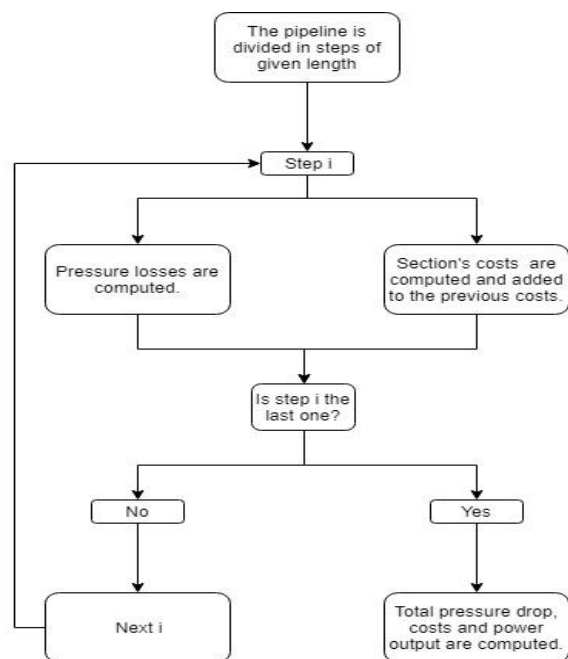 The pipeline is
divided in steps of
given length
Step i
Pressure losses are
computed.
Section's costs are
computed and added
to the previous costs.
Is step i the
last one?
No
Yes
Next i
Total pressure drop,
costs and power
output are computed.